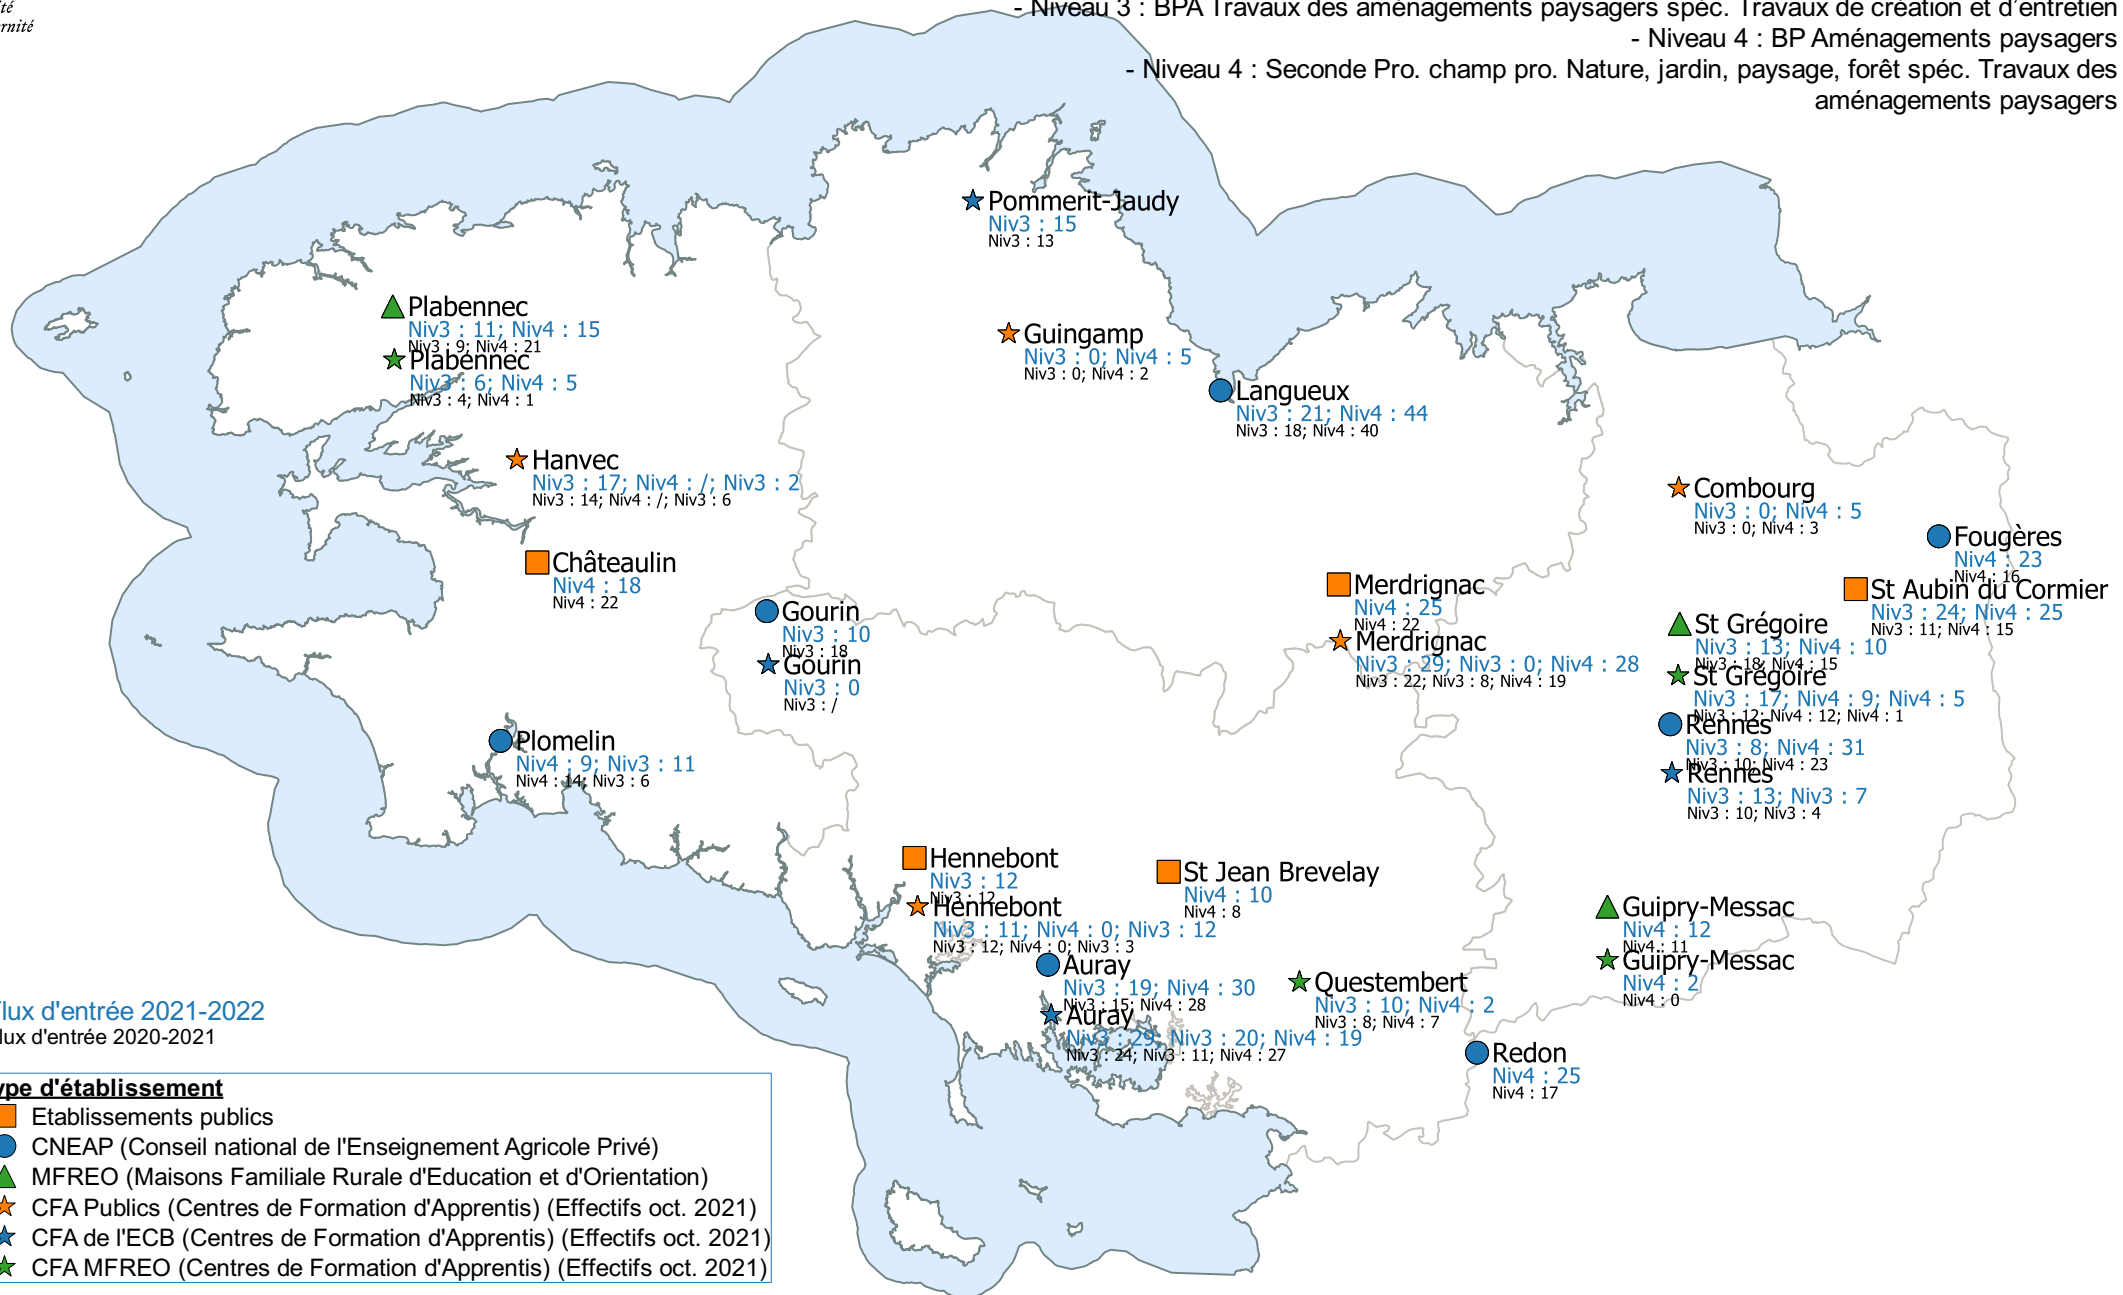 té
rnité
- Niveau 3 : BPA Travaux des aménagements paysagers spéc. Travaux de création et d'entretien
- Niveau 4 : BP Aménagements paysagers
- Niveau 4 : Seconde Pro. champ pro. Nature, jardin, paysage, forêt spéc. Travaux des
aménagements paysagers
Pommerit-Jaudy
Niv3 : 15
Niv3 : 13
Plabennec
Niv3 : 11; Niv4 : 15
Niv3 : 9; Niv4 : 21
Plabennec
Niv3 : 6; Niv4 : 5
Niv3 : 4; Niv4 : 1
Guingamp
Niv3 : 0; Niv4 : 5
Niv3 : 0; Niv4 : 2
Langueux
Niv3 : 21; Niv4 : 44
Niv3 : 18; Niv4 : 40
Hanvec
Niv3 : 17; Niv4 : /; Niv3 : 2
Niv3 : 14; Niv4 : /; Niv3 : 6
Combourg
Niv3 : 0; Niv4 : 5
Niv3 : 0; Niv4 : 3
Fougères
Niv4 : 23
Niv4 : 16
Châteaulin
Niv4 : 18
Niv4 : 22
Merdrignac
Niv4 : 25
Niv4 : 22
Merdrignac
Niv3 : 29; Niv3 : 0; Niv4 : 28
Niv3 : 22; Niv3 : 8; Niv4 : 19
St Aubin du Cormier
Niv3 : 24; Niv4 : 25
Niv3 : 11; Niv4 : 15
Gourin
Niv3 : 10
Niv3 : 18
Gourin
Niv3 : 0
Niv3 : /
St Grégoire
Niv3 : 13; Niv4 : 10
Niv3 : 18; Niv4 : 15
St Grégoire
Niv3 : 17; Niv4 : 9; Niv4 : 5
Niv3 : 12; Niv4 : 12; Niv4 : 1
Rennes
Niv3 : 8; Niv4 : 31
Niv3 : 10; Niv4 : 23
Rennes
Niv3 : 13; Niv3 : 7
Niv3 : 10; Niv3 : 4
Plomelin
Niv4 : 9; Niv3 : 11
Niv4 : 14; Niv3 : 6
Hennebont
Niv3 : 12
Niv3 : 12
Hennebont
Niv3 : 11; Niv4 : 0; Niv3 : 12
Niv3 : 12; Niv4 : 0; Niv3 : 3
St Jean Brevelay
Niv4 : 10
Niv4 : 8
Guipry-Messac
Niv4 : 12
Niv4 : 11
Guipry-Messac
Niv4 : 2
Niv4 : 0
Auray
Niv3 : 19; Niv4 : 30
Niv3 : 15; Niv4 : 28
Auray
Niv3 : 29; Niv3 : 20; Niv4 : 19
Niv3 : 24; Niv3 : 11; Niv4 : 27
Questembert
Niv3 : 10; Niv4 : 2
Niv3 : 8; Niv4 : 7
Redon
Niv4 : 25
Niv4 : 17
lux d'entrée 2021-2022
lux d'entrée 2020-2021
ype d'établissement
Etablissements publics
CNEAP (Conseil national de l'Enseignement Agricole Privé)
MFREO (Maisons Familiale Rurale d'Education et d'Orientation)
CFA Publics (Centres de Formation d'Apprentis) (Effectifs oct. 2021)
CFA de l'ECB (Centres de Formation d'Apprentis) (Effectifs oct. 2021)
CFA MFREO (Centres de Formation d'Apprentis) (Effectifs oct. 2021)